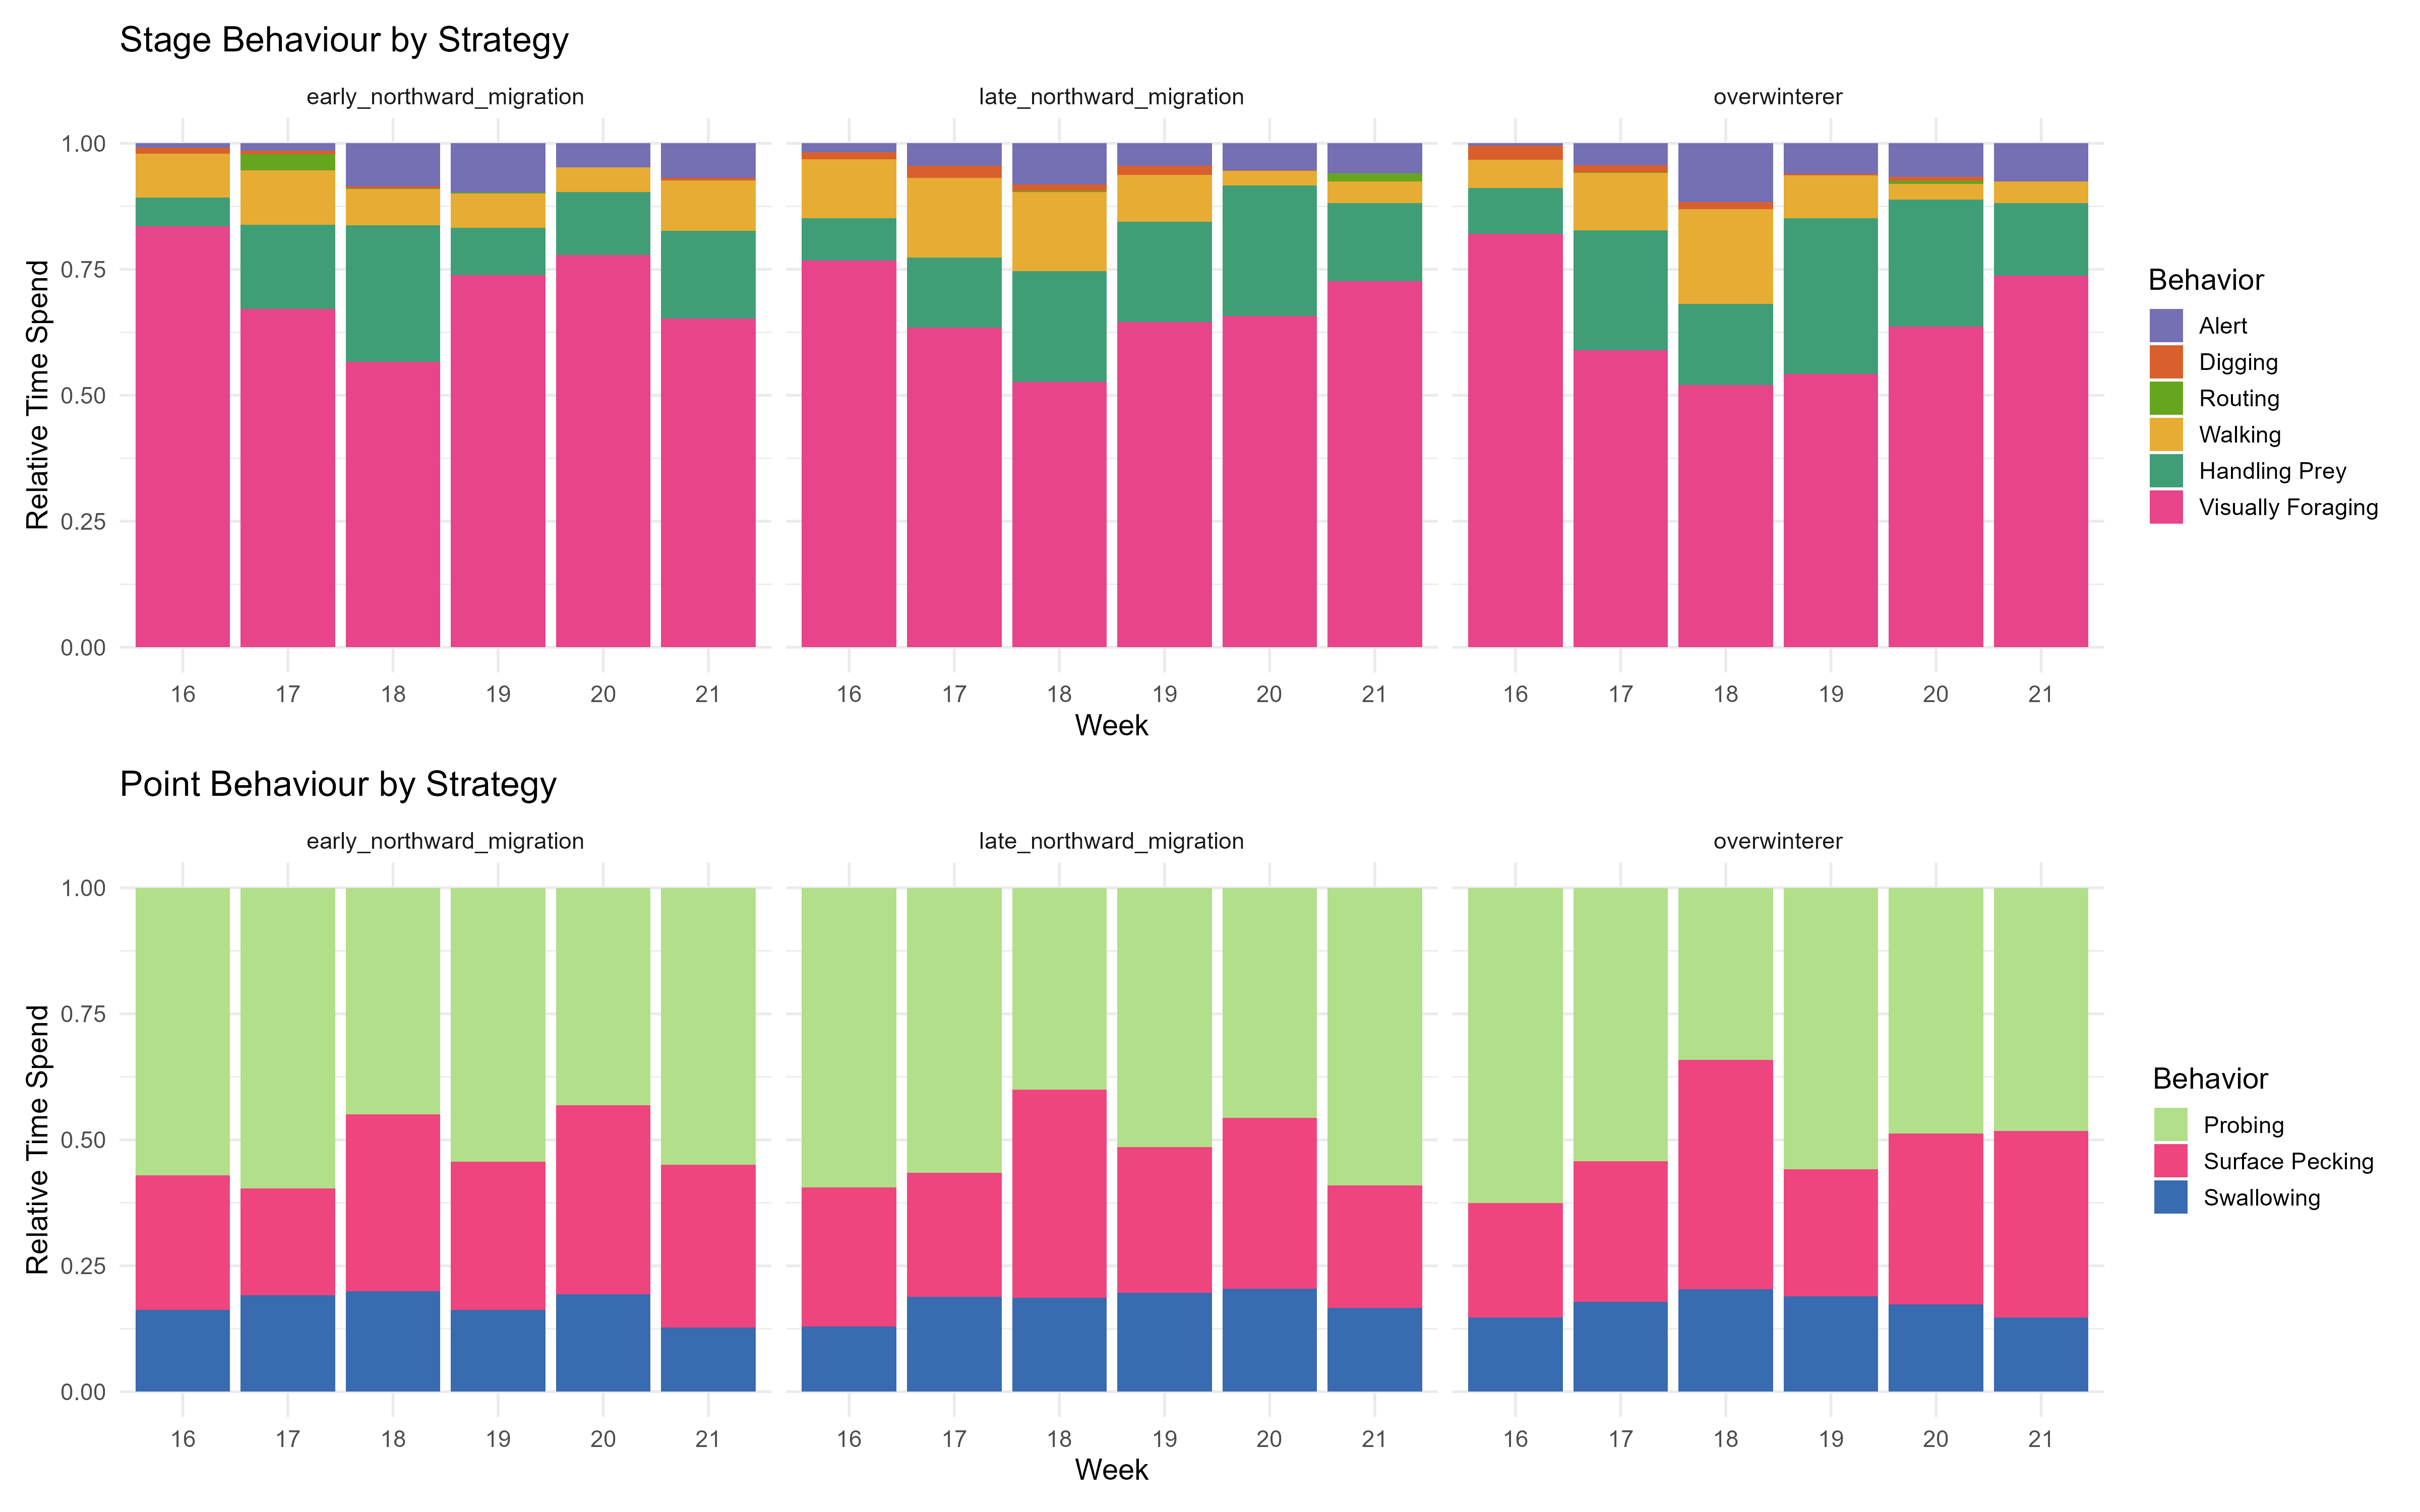 Stage Behaviour by Strategy
early_northward_migration late_northward_migration overwinterer
1.00
0.75
0.50
0.25
0.00
Relative Time Spend
16 17 18 19 20 21 16 17 18 19 20 21 16 17 18 19 20 21
Week
Behavior
Alert
Digging
Routing
Walking
Handling Prey
Visually Foraging
Point Behaviour by Strategy
early_northward_migration late_northward_migration overwinterer
1.00
0.75
0.50
0.25
0.00
Relative Time Spend
16 17 18 19 20 21 16 17 18 19 20 21 16 17 18 19 20 21
Week
Behavior
Probing
Surface Pecking
Swallowing